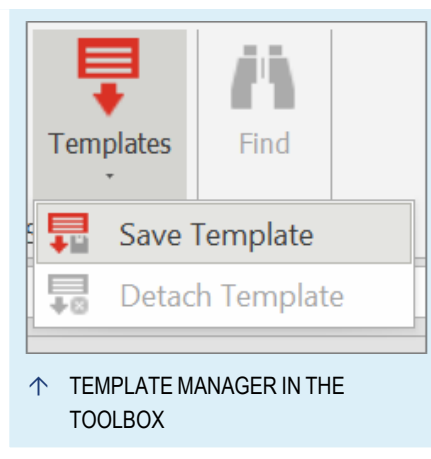 Templates
Find
Save Template
Detach Template
↑ TEMPLATE MANAGER IN THE
TOOLBOX